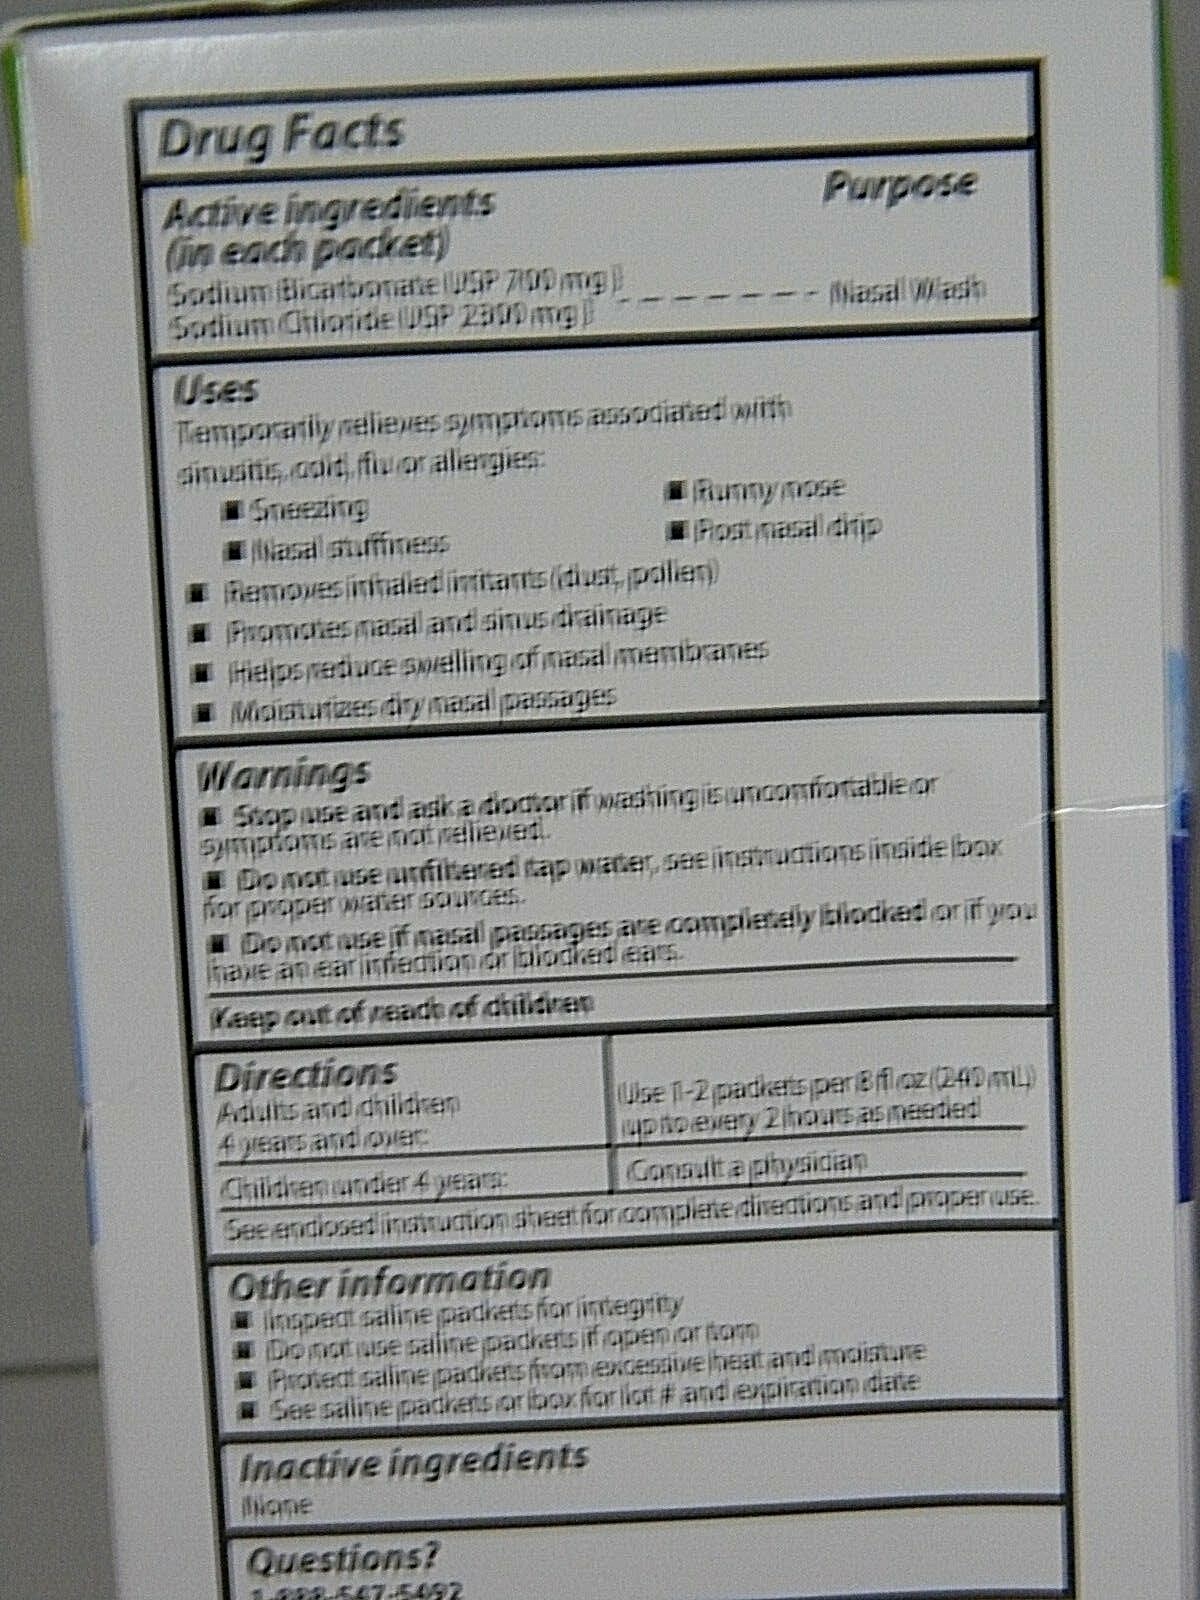 Drug Facts
Active ingredients
(in each packet)
Purpose
Sodium Bicarbonate (USP 700 mg)
Sodium Chloride (USP 2300 mg)
Nasal Wash
Uses
Temporarily relieves symptoms associated with
sinusitis, cold, flu or allergies:
■ Sneezing
■ Runny nose
■ Nasal stuffiness
■ Post nasal drip
■ Removes inhaled irritants (dust, pollen)
■ Promotes nasal and sinus drainage
■ Helps reduce swelling of nasal membranes
■ Moisturizes dry nasal passages
Warnings
■ Stop use and ask a doctor if washing is uncomfortable or
symptoms are not relieved.
■ Do not use unfiltered tap water, see instructions inside box
for proper water sources.
■ Do not use if nasal passages are completely blocked or if you
have an ear infection or blocked ears.
Keep out of reach of children
Directions
Adults and children
4 years and over:
Use 1-2 packets per 8 fl oz (240 mL)
up to every 2 hours as needed
Children under 4 years:
Consult a physician
See enclosed instruction sheet for complete directions and proper use.
Other information
■ Inspect saline packets for integrity
■ Do not use saline packets if open or torn
■ Protect saline packets from excessive heat and moisture
■ See saline packets or box for lot # and expiration date
Inactive ingredients
None
Questions?
1-888-547-5492